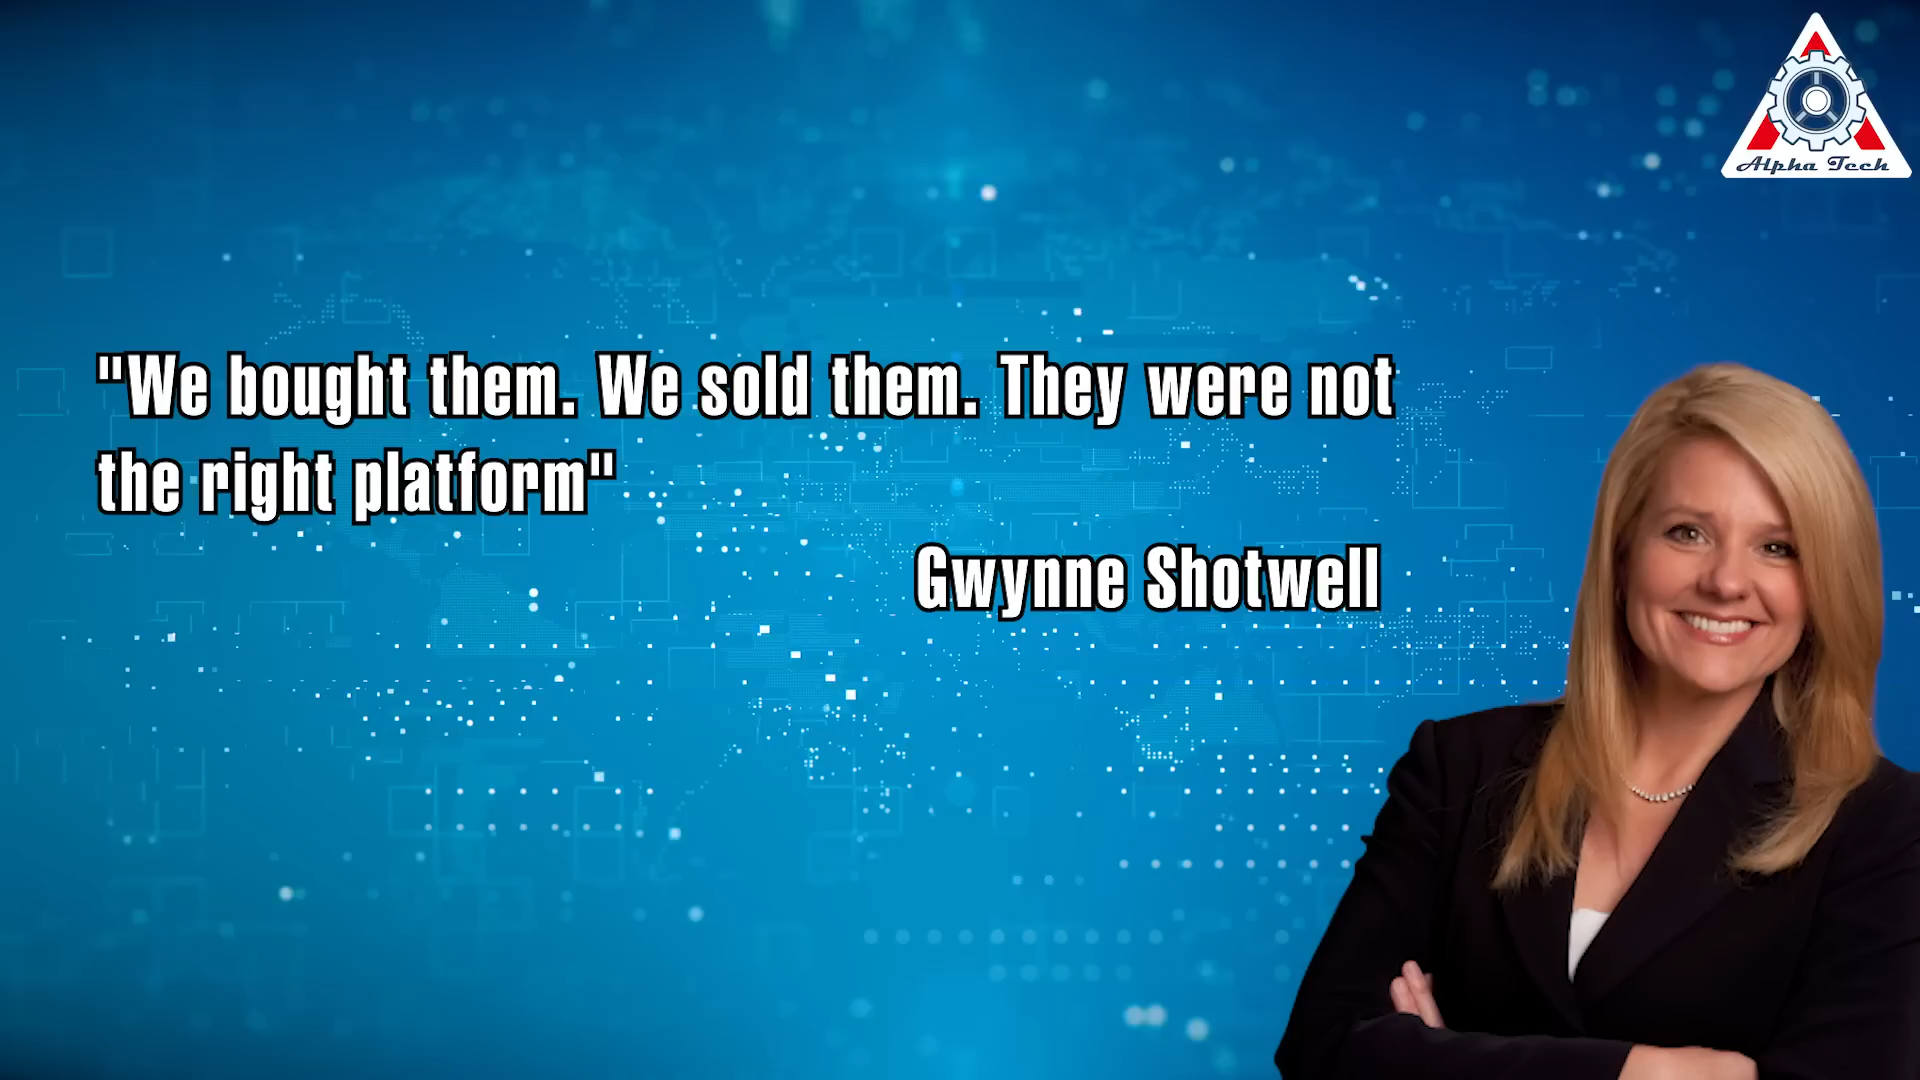 Alpha Tech
"We bought them. We sold them. They were not
the right platform"
Gwynne Shotwell